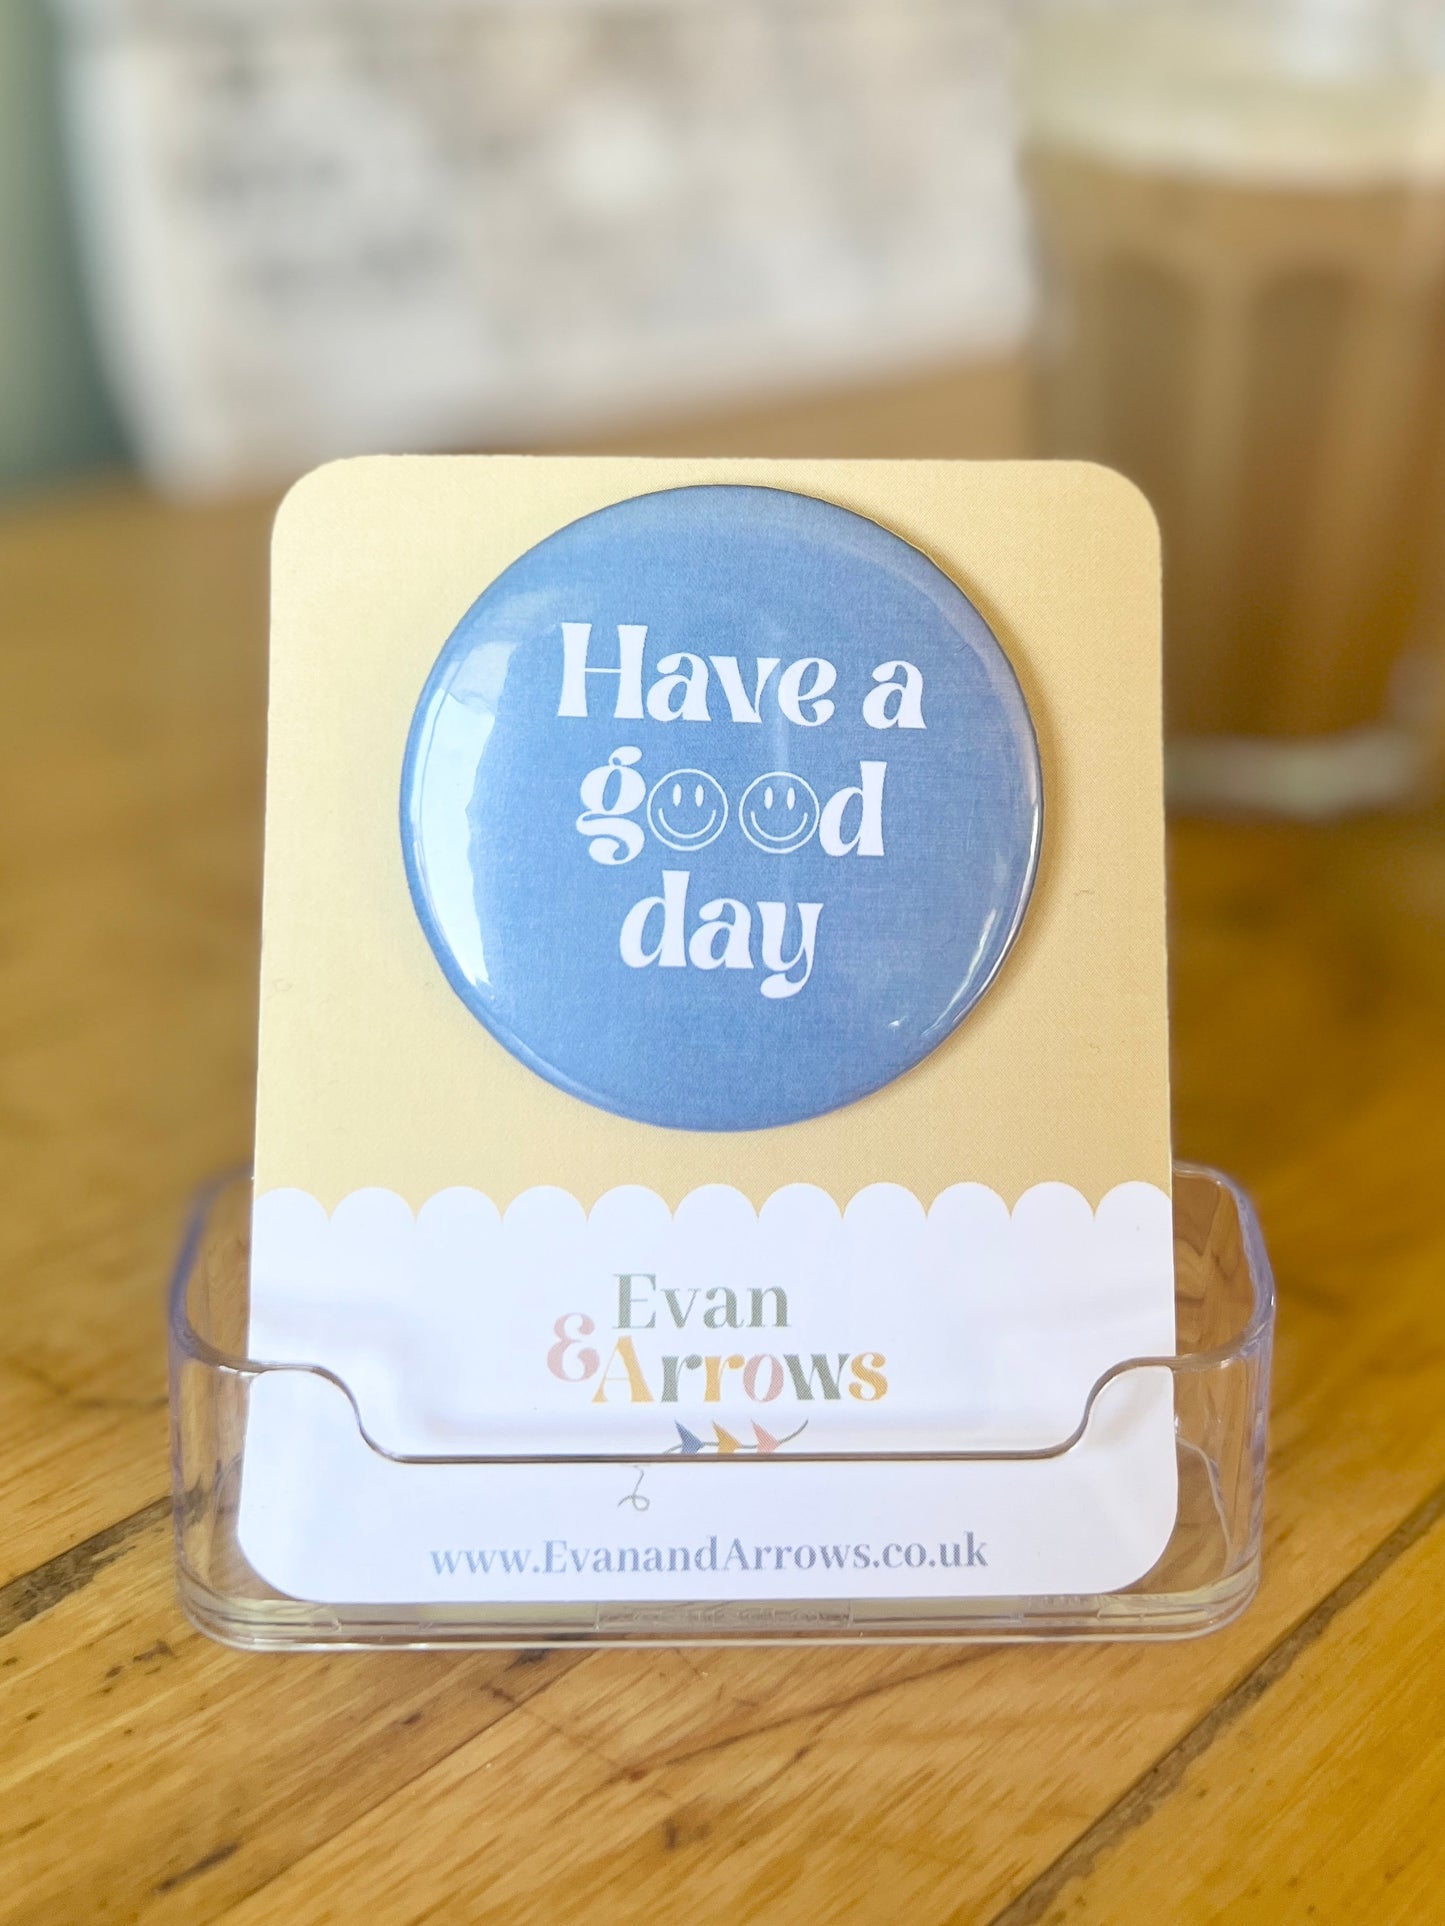 Have a
good
day
Evan
& Arrows
www.EvanandArrows.co.uk